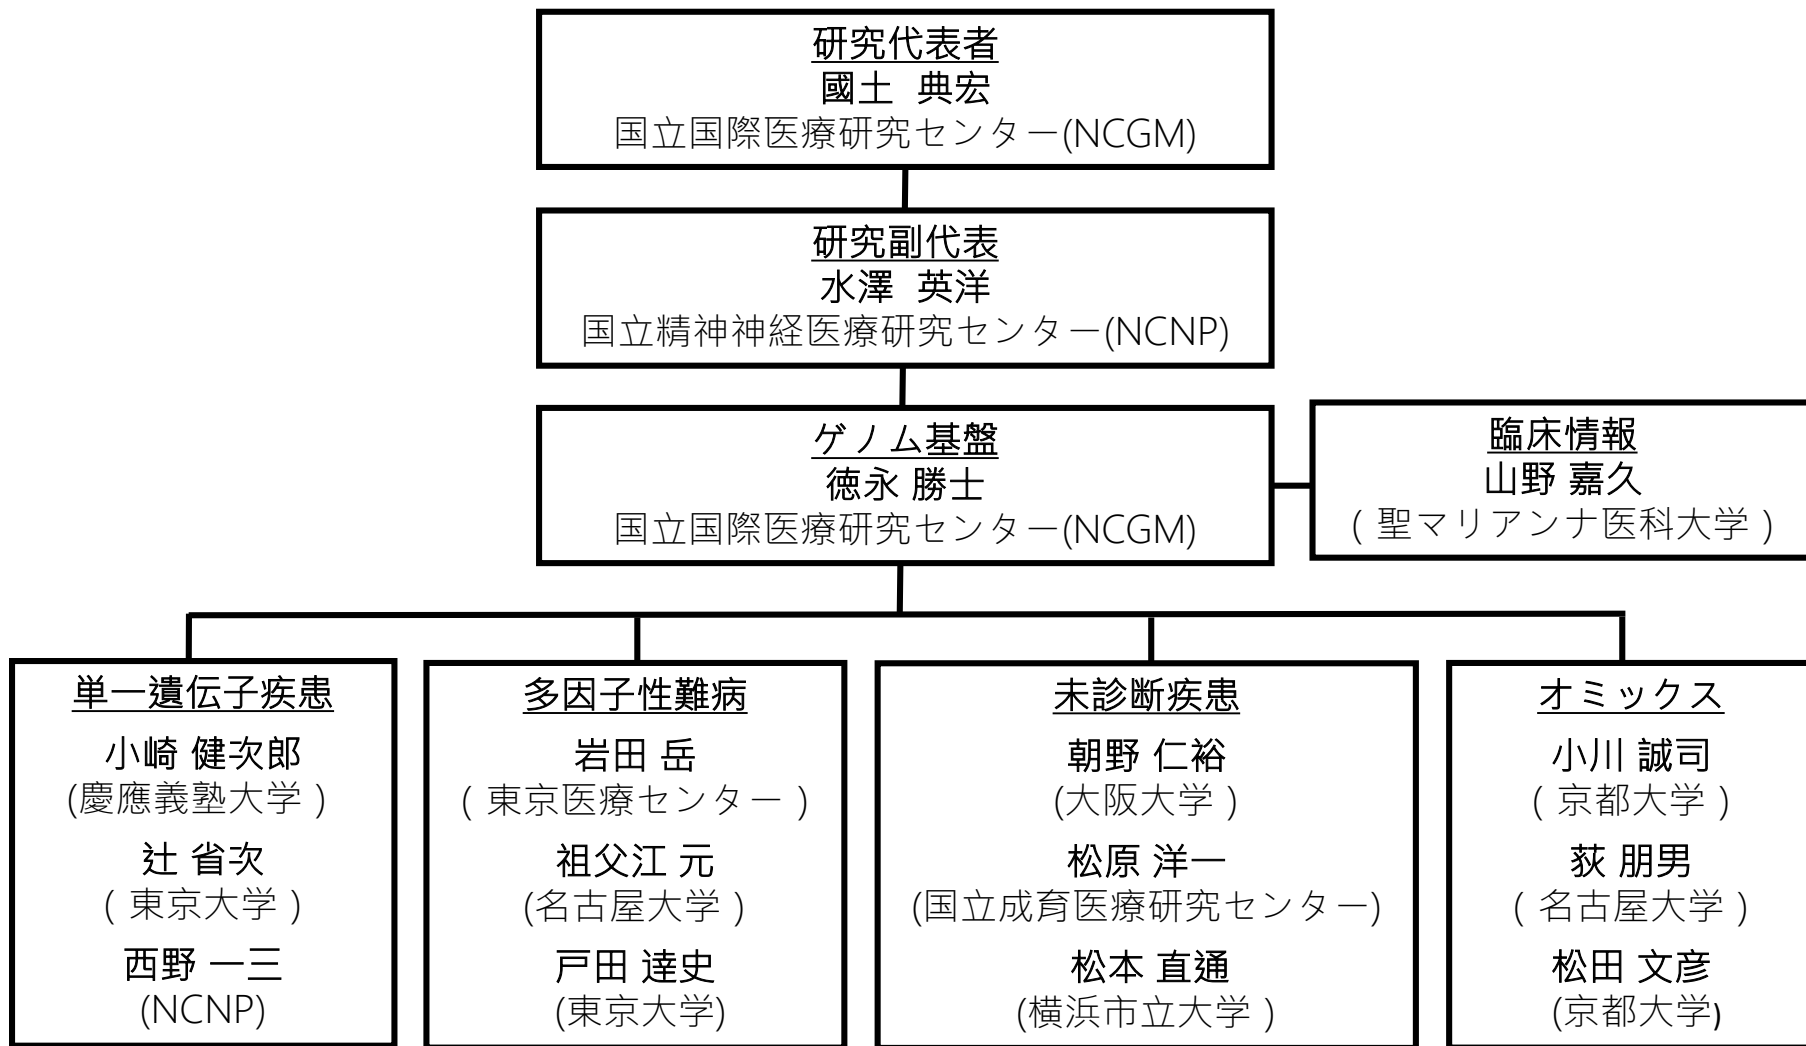 研究代表者
國土 典宏
国立国際医療研究センター(NCGM)
研究副代表
水澤 英洋
国立精神神経医療研究センター(NCNP)
ゲノム基盤
徳永 勝士
国立国際医療研究センター(NCGM)
臨床情報
山野 嘉久
( 聖マリアンナ医科大学 )
単一遺伝子疾患
小崎 健次郎
(慶應義塾大学 )
辻 省次
( 東京大学 )
西野 一三
(NCNP)
多因子性難病
岩田 岳
( 東京医療センター )
祖父江 元
(名古屋大学 )
戸田 達史
(東京大学)
未診断疾患
朝野 仁裕
(大阪大学 )
松原 洋一
(国立成育医療研究センター)
松本 直通
(横浜市立大学 )
オミックス
小川 誠司
( 京都大学 )
荻 朋男
( 名古屋大学 )
松田 文彦
(京都大学)